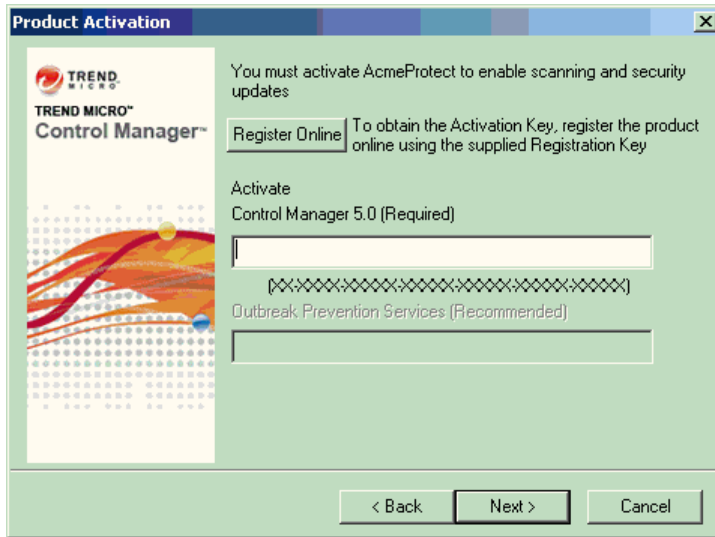 Product Activation
TREND
MICRO
TREND MICRO™
Control Manager™
You must activate AcmeProtect to enable scanning and security
updates
Register Online
To obtain the Activation Key, register the product
online using the supplied Registration Key
Activate
Control Manager 5.0 (Required)
(XX-XXXX-XXXXX-XXXXX-XXXXX-XXXXX-XXXXX)
Outbreak Prevention Services (Recommended)
< Back
Next >
Cancel